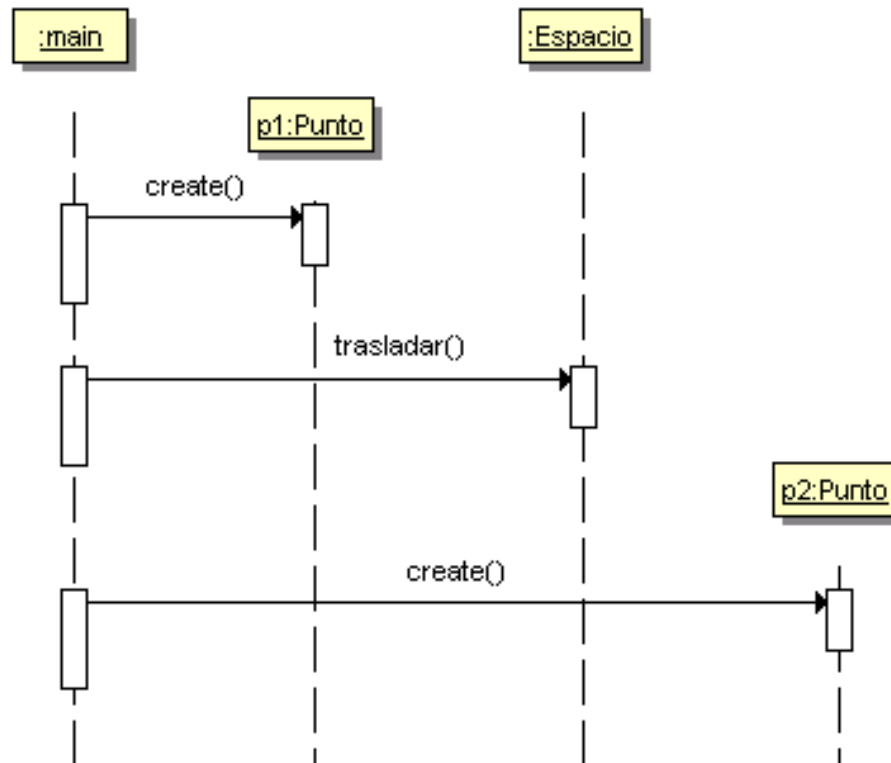 :main
:Espacio
p1:Punto
create()
trasladar()
p2:Punto
create()